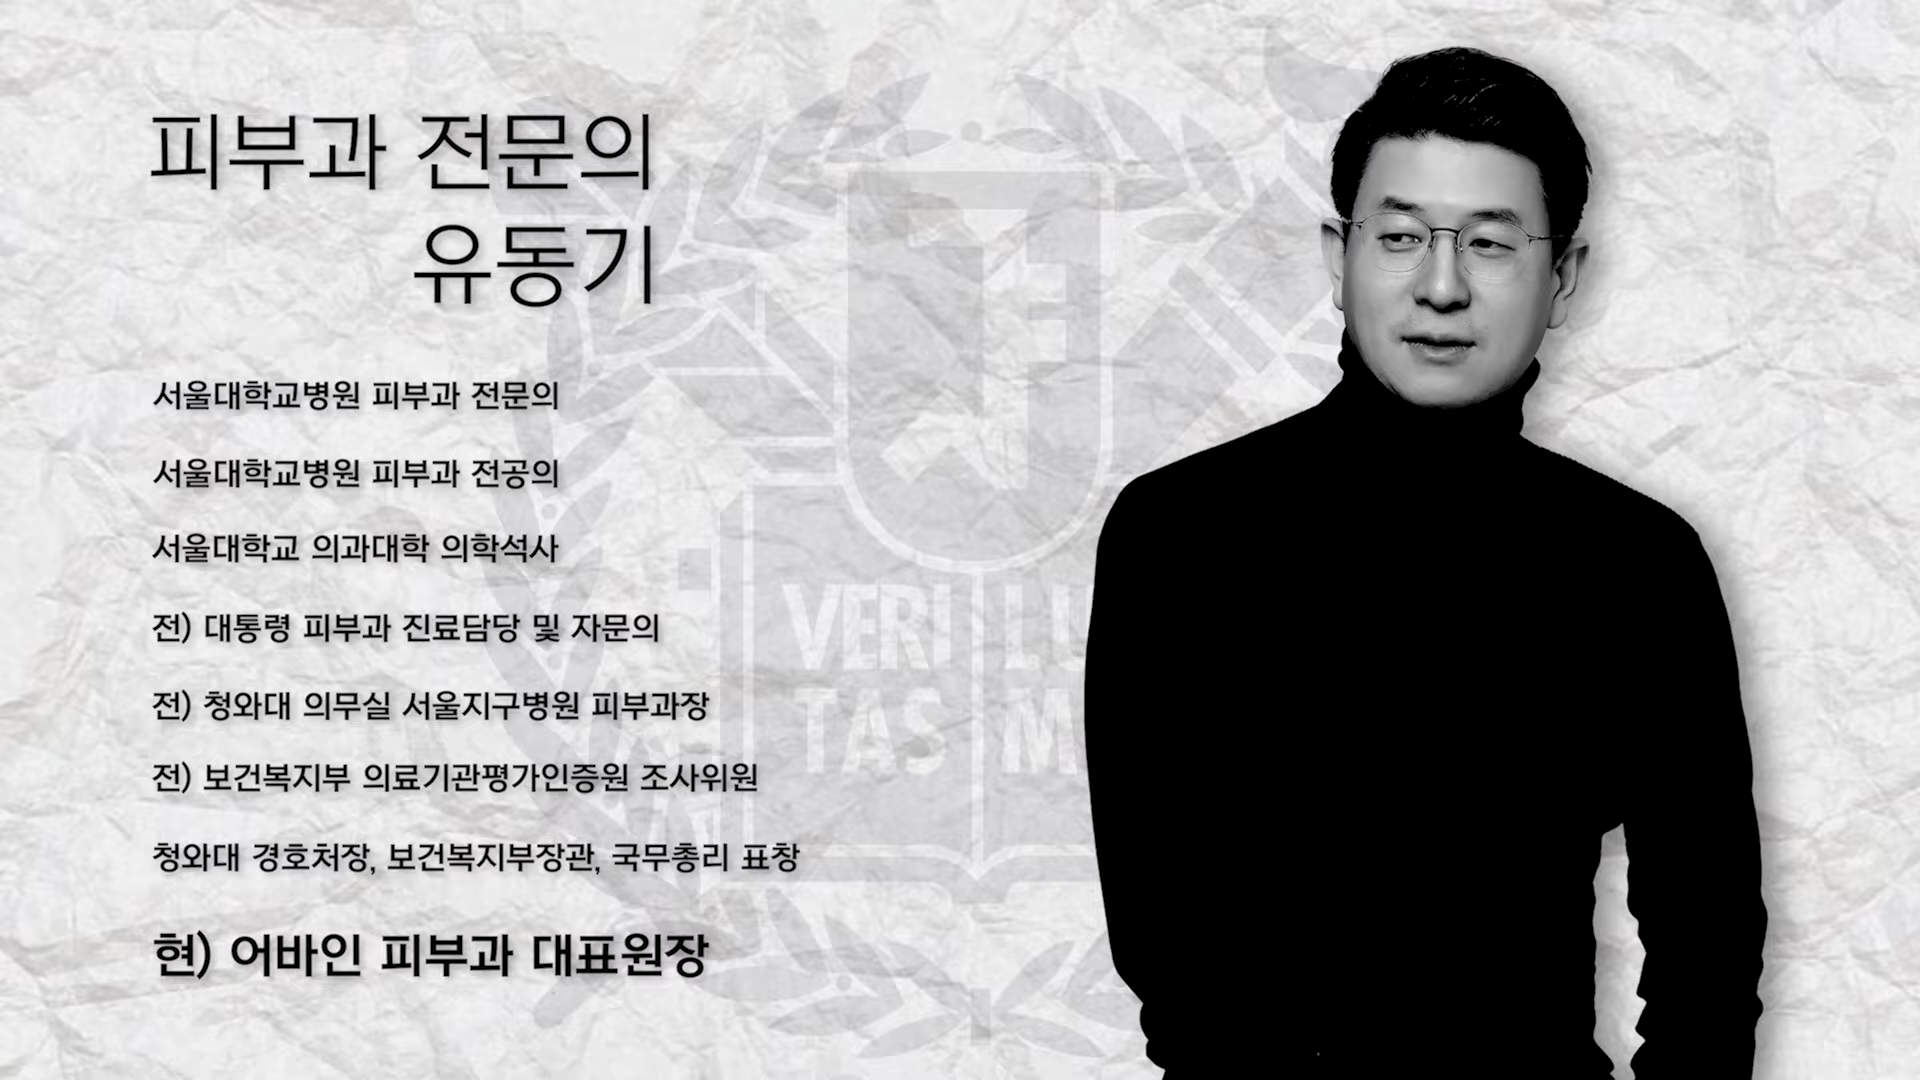 피부과 전문의
유동기
서울대학교병원 피부과 전문의
서울대학교병원 피부과 전공의
서울대학교 의과대학 의학석사
전) 대통령 피부과 진료담당 및 자문의
전) 청와대 의무실 서울지구병원 피부과장
전) 보건복지부 의료기관평가인증원 조사위원
청와대 경호처장, 보건복지부장관, 국무총리 표창
현) 어바인 피부과 대표원장
VERI LU
TAS M